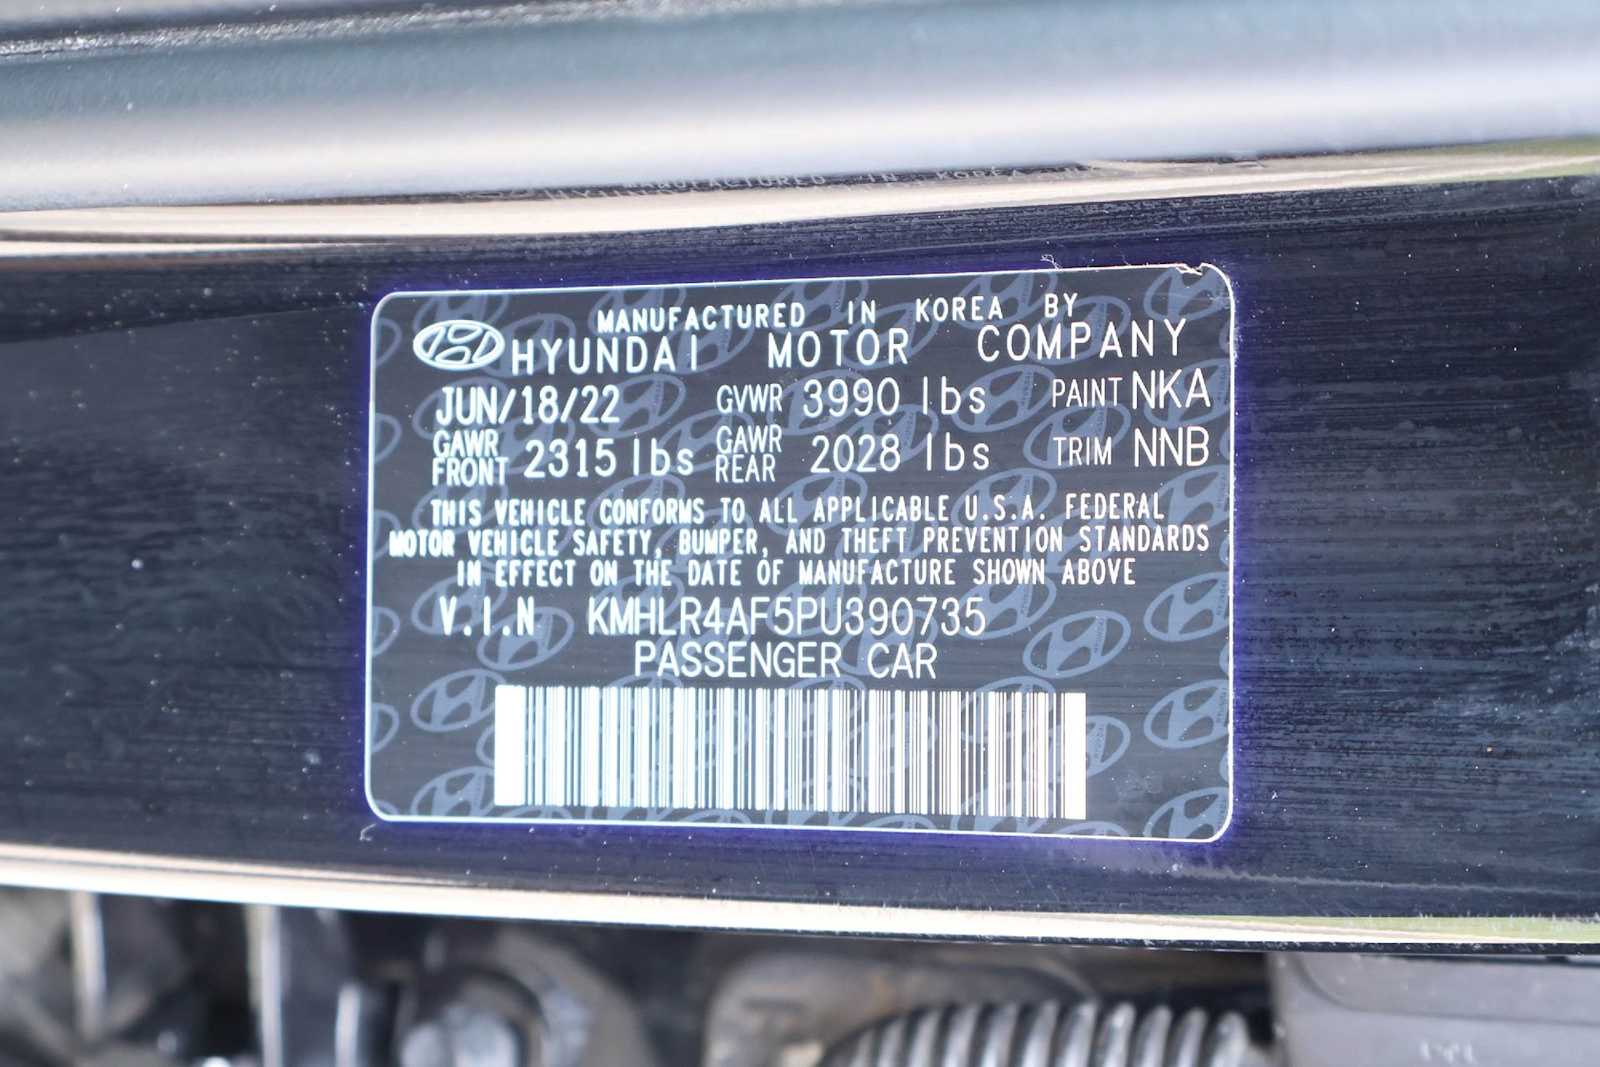 MANUFACTURED IN KOREA BY
HYUNDAI MOTOR COMPANY
JUN/18/22 GVWR 3990 lbs PAINT NKA
GAWR FRONT 2315 lbs GAWR REAR 2028 lbs TRIM NNB
THIS VEHICLE CONFORMS TO ALL APPLICABLE U.S.A. FEDERAL
MOTOR VEHICLE SAFETY, BUMPER, AND THEFT PREVENTION STANDARDS
IN EFFECT ON THE DATE OF MANUFACTURE SHOWN ABOVE
V.I.N KMHLR4AF5PU390735
PASSENGER CAR